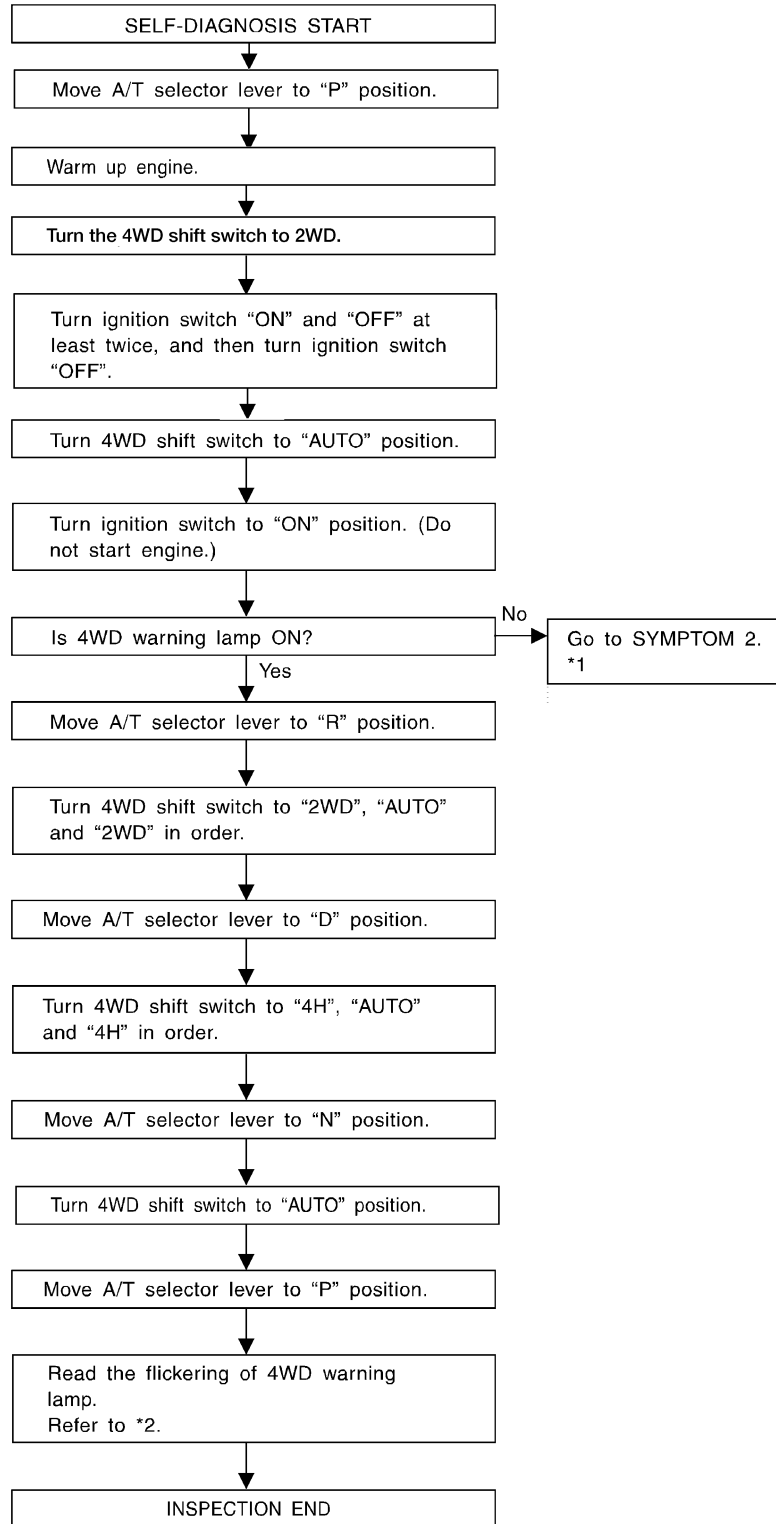 SELF-DIAGNOSIS START
Move A/T selector lever to “P” position.
Warm up engine.
Turn the 4WD shift switch to 2WD.
Turn ignition switch “ON” and “OFF” at
least twice, and then turn ignition switch
“OFF”.
Turn 4WD shift switch to “AUTO” position.
Turn ignition switch to “ON” position. (Do
not start engine.)
Is 4WD warning lamp ON?
No
Go to SYMPTOM 2.
*1
Yes
Move A/T selector lever to “R” position.
Turn 4WD shift switch to “2WD”, “AUTO”
and “2WD” in order.
Move A/T selector lever to “D” position.
Turn 4WD shift switch to “4H”, “AUTO”
and “4H” in order.
Move A/T selector lever to “N” position.
Turn 4WD shift switch to “AUTO” position.
Move A/T selector lever to “P” position.
Read the flickering of 4WD warning
lamp.
Refer to *2.
INSPECTION END